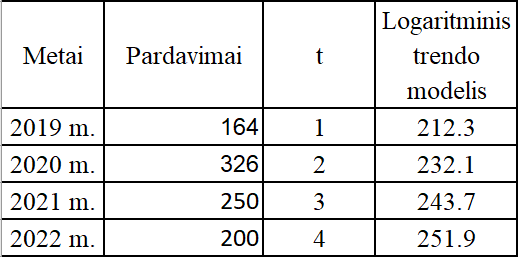 Metai Pardavimai t Logaritminis trendo modelis
2019 m. 164 1 212.3
2020 m. 326 2 232.1
2021 m. 250 3 243.7
2022 m. 200 4 251.9